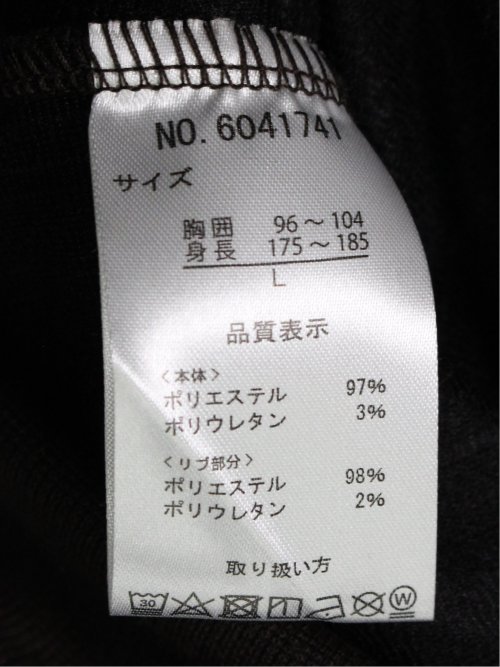 NO. 6041741
サイズ
胸囲 96～104
身長 175～185
L
品質表示
〈本体〉
ポリエステル 97%
ポリウレタン 3%
〈リブ部分〉
ポリエステル 98%
ポリウレタン 2%
取り扱い方
30 W